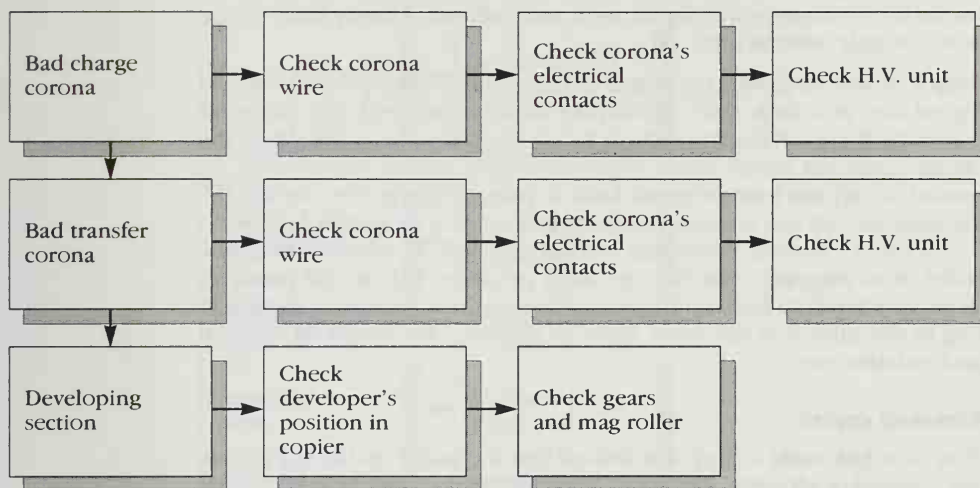 Bad charge
corona
Check corona
wire
Check corona's
electrical
contacts
Check H.V. unit
Bad transfer
corona
Check corona
wire
Check corona's
electrical
contacts
Check H.V. unit
Developing
section
Check
developer's
position in
copier
Check gears
and mag roller